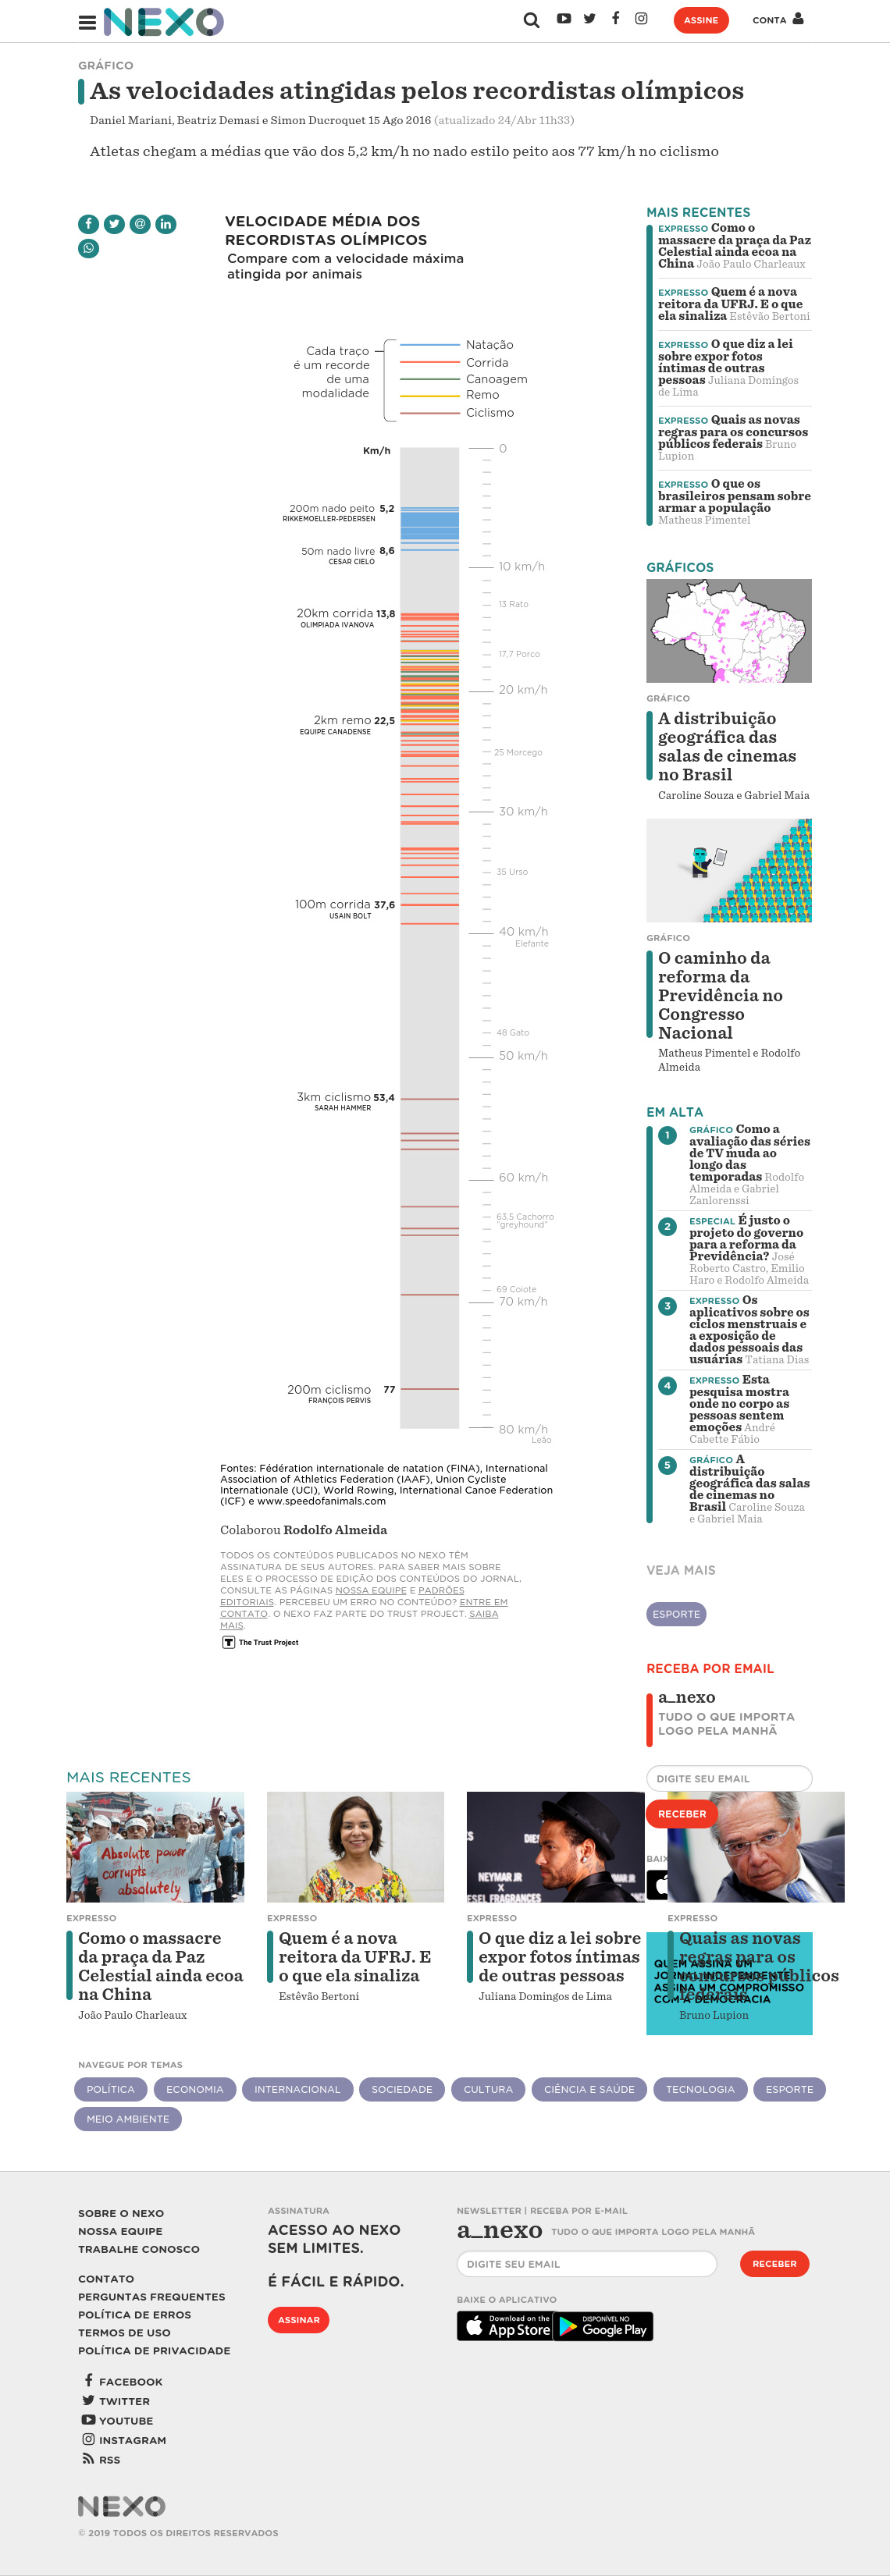 NEXO
ASSINE
CONTA
GRÁFICO
As velocidades atingidas pelos recordistas olímpicos
Daniel Mariani, Beatriz Demasi e Simon Ducroquet 15 Ago 2016 (atualizado 24/Abr 11h33)
Atletas chegam a médias que vão dos 5,2 km/h no nado estilo peito aos 77 km/h no ciclismo
VELOCIDADE MÉDIA DOS
RECORDISTAS OLÍMPICOS
Compare com a velocidade máxima
atingida por animais
Cada traço
é um recorde
de uma
modalidade
Natação
Corrida
Canoagem
Remo
Ciclismo
Km/h
0
200m nado peito 5,2
RIKKEMOELLER-PEDERSEN
50m nado livre 8,6
CESAR CIELO
10 km/h
13 Rato
20km corrida 13,8
OLIMPIADA IVANOVA
17,7 Porco
20 km/h
2km remo 22,5
EQUIPE CANADENSE
25 Morcego
30 km/h
35 Urso
100m corrida 37,6
USAIN BOLT
40 km/h
Elefante
48 Gato
50 km/h
3km ciclismo 53,4
SARAH HAMMER
60 km/h
63,5 Cachorro
"greyhound"
69 Coiote
70 km/h
200m ciclismo 77
FRANÇOIS PERVIS
80 km/h
Leão
Fontes: Fédération internationale de natation (FINA), International
Association of Athletics Federation (IAAF), Union Cycliste
Internationale (UCI), World Rowing, International Canoe Federation
(ICF) e www.speedofanimals.com
Colaborou Rodolfo Almeida
TODOS OS CONTEÚDOS PUBLICADOS NO NEXO TÊM
ASSINATURA DE SEUS AUTORES. PARA SABER MAIS SOBRE
ELES E O PROCESSO DE EDIÇÃO DOS CONTEÚDOS DO JORNAL,
CONSULTE AS PÁGINAS NOSSA EQUIPE E PADRÕES
EDITORIAIS. PERCEBEU UM ERRO NO CONTEÚDO? ENTRE EM
CONTATO. O NEXO FAZ PARTE DO TRUST PROJECT. SAIBA
MAIS.
T The Trust Project
MAIS RECENTES
EXPRESSO Como o
massacre da praça da Paz
Celestial ainda ecoa na
China João Paulo Charleaux
EXPRESSO Quem é a nova
reitora da UFRJ. E o que
ela sinaliza Estêvão Bertoni
EXPRESSO O que diz a lei
sobre expor fotos
íntimas de outras
pessoas Juliana Domingos
de Lima
EXPRESSO Quais as novas
regras para os concursos
públicos federais Bruno
Lupion
EXPRESSO O que os
brasileiros pensam sobre
armar a população
Matheus Pimentel
GRÁFICOS
GRÁFICO
A distribuição
geográfica das
salas de cinemas
no Brasil
Caroline Souza e Gabriel Maia
GRÁFICO
O caminho da
reforma da
Previdência no
Congresso
Nacional
Matheus Pimentel e Rodolfo
Almeida
EM ALTA
1
GRÁFICO Como a
avaliação das séries
de TV muda ao
longo das
temporadas Rodolfo
Almeida e Gabriel
Zanlorenssi
2
ESPECIAL É justo o
projeto do governo
para a reforma da
Previdência? José
Roberto Castro, Emilio
Haro e Rodolfo Almeida
3
EXPRESSO Os
aplicativos sobre os
ciclos menstruais e
a exposição de
dados pessoais das
usuárias Tatiana Dias
4
EXPRESSO Esta
pesquisa mostra
onde no corpo as
pessoas sentem
emoções André
Cabette Fábio
5
GRÁFICO A
distribuição
geográfica das salas
de cinemas no
Brasil Caroline Souza
e Gabriel Maia
VEJA MAIS
ESPORTE
RECEBA POR EMAIL
a_nexo
TUDO O QUE IMPORTA
LOGO PELA MANHÃ
DIGITE SEU EMAIL
RECEBER
QUEM ASSINA UM
JORNAL INDEPENDENTE
ASSINA UM COMPROMISSO
COM A DEMOCRACIA
MAIS RECENTES
Absolute power
corrupts
absolutely
EXPRESSO
Como o massacre
da praça da Paz
Celestial ainda ecoa
na China
João Paulo Charleaux
EXPRESSO
Quem é a nova
reitora da UFRJ. E
o que ela sinaliza
Estêvão Bertoni
NEYMAR JR
FRAGRANCES
EXPRESSO
O que diz a lei sobre
expor fotos íntimas
de outras pessoas
Juliana Domingos de Lima
EXPRESSO
Quais as novas
regras para os
concursos públicos
federais
Bruno Lupion
NAVEGUE POR TEMAS
POLÍTICA
ECONOMIA
INTERNACIONAL
SOCIEDADE
CULTURA
CIÊNCIA E SAÚDE
TECNOLOGIA
ESPORTE
MEIO AMBIENTE
SOBRE O NEXO
NOSSA EQUIPE
TRABALHE CONOSCO
CONTATO
PERGUNTAS FREQUENTES
POLÍTICA DE ERROS
TERMOS DE USO
POLÍTICA DE PRIVACIDADE
FACEBOOK
TWITTER
YOUTUBE
INSTAGRAM
RSS
ASSINATURA
ACESSO AO NEXO
SEM LIMITES.
É FÁCIL E RÁPIDO.
ASSINAR
NEWSLETTER | RECEBA POR E-MAIL
a_nexo TUDO O QUE IMPORTA LOGO PELA MANHÃ
DIGITE SEU EMAIL
RECEBER
BAIXE O APLICATIVO
Download on the
App Store
DISPONÍVEL NO
Google Play
NEXO
© 2019 TODOS OS DIREITOS RESERVADOS